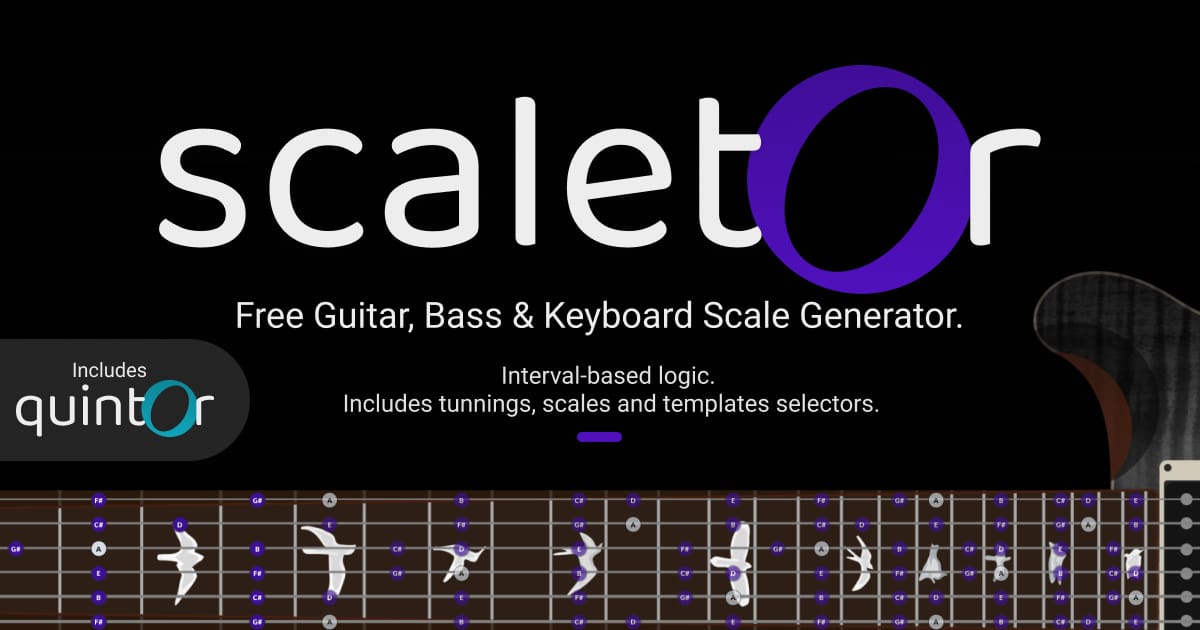 scaletOr
Free Guitar, Bass & Keyboard Scale Generator.
Includes
quintOr
Interval-based logic.
Includes tunnings, scales and templates selectors.
F# G# A B C# D E F# G# A B C# D E
C# D E F# G# A B C# D E F# G# A B
G# A B C# D E F# G# A B C# D E F#
E F# G# A B C# D E F# G# A B C# D
B C# D E F# G# A B C# D E F# G# A
F# G# A B C# D E F# G# A B C# D E